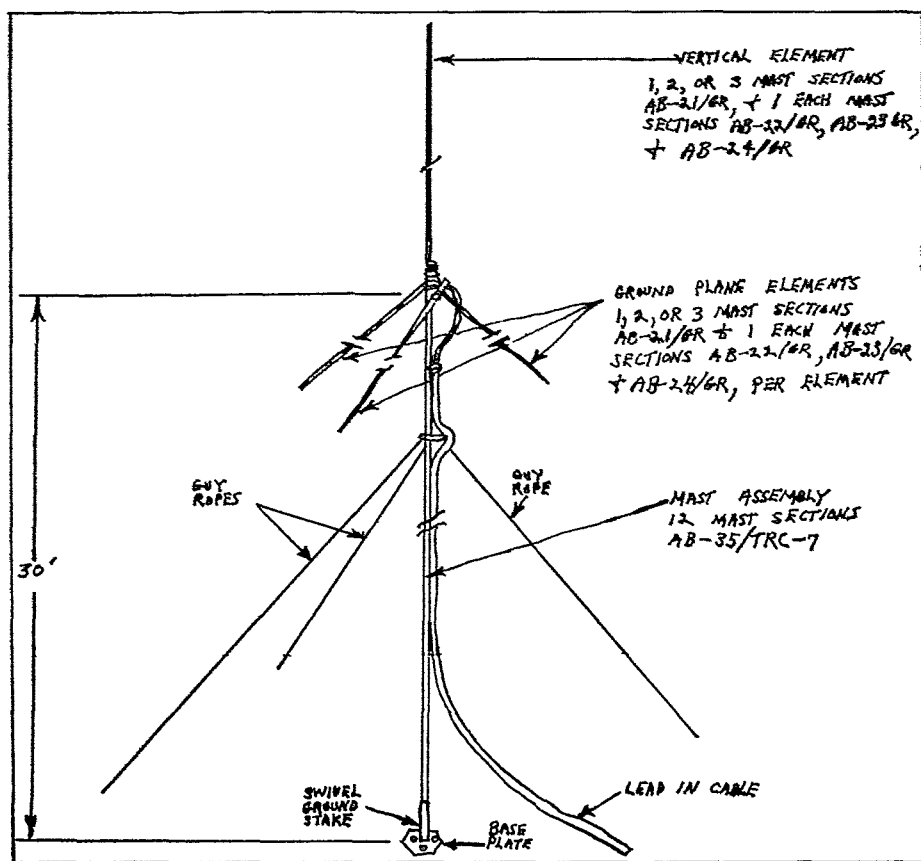 VERTICAL ELEMENT
1, 2, OR 3 MAST SECTIONS
AB-21/GR, + 1 EACH MAST
SECTIONS AB-22/GR, AB-23 GR,
+ AB-24/GR
GROUND PLANE ELEMENTS
1, 2, OR 3 MAST SECTIONS
AB-21/GR + 1 EACH MAST
SECTIONS AB-22/GR, AB-23/GR
+ AB-24/GR, PER ELEMENT
GUY
ROPES
GUY
ROPE
MAST ASSEMBLY
12 MAST SECTIONS
AB-35/TRC-7
30'
SWIVEL
GROUND
STAKE
BASE
PLATE
LEAD IN CABLE